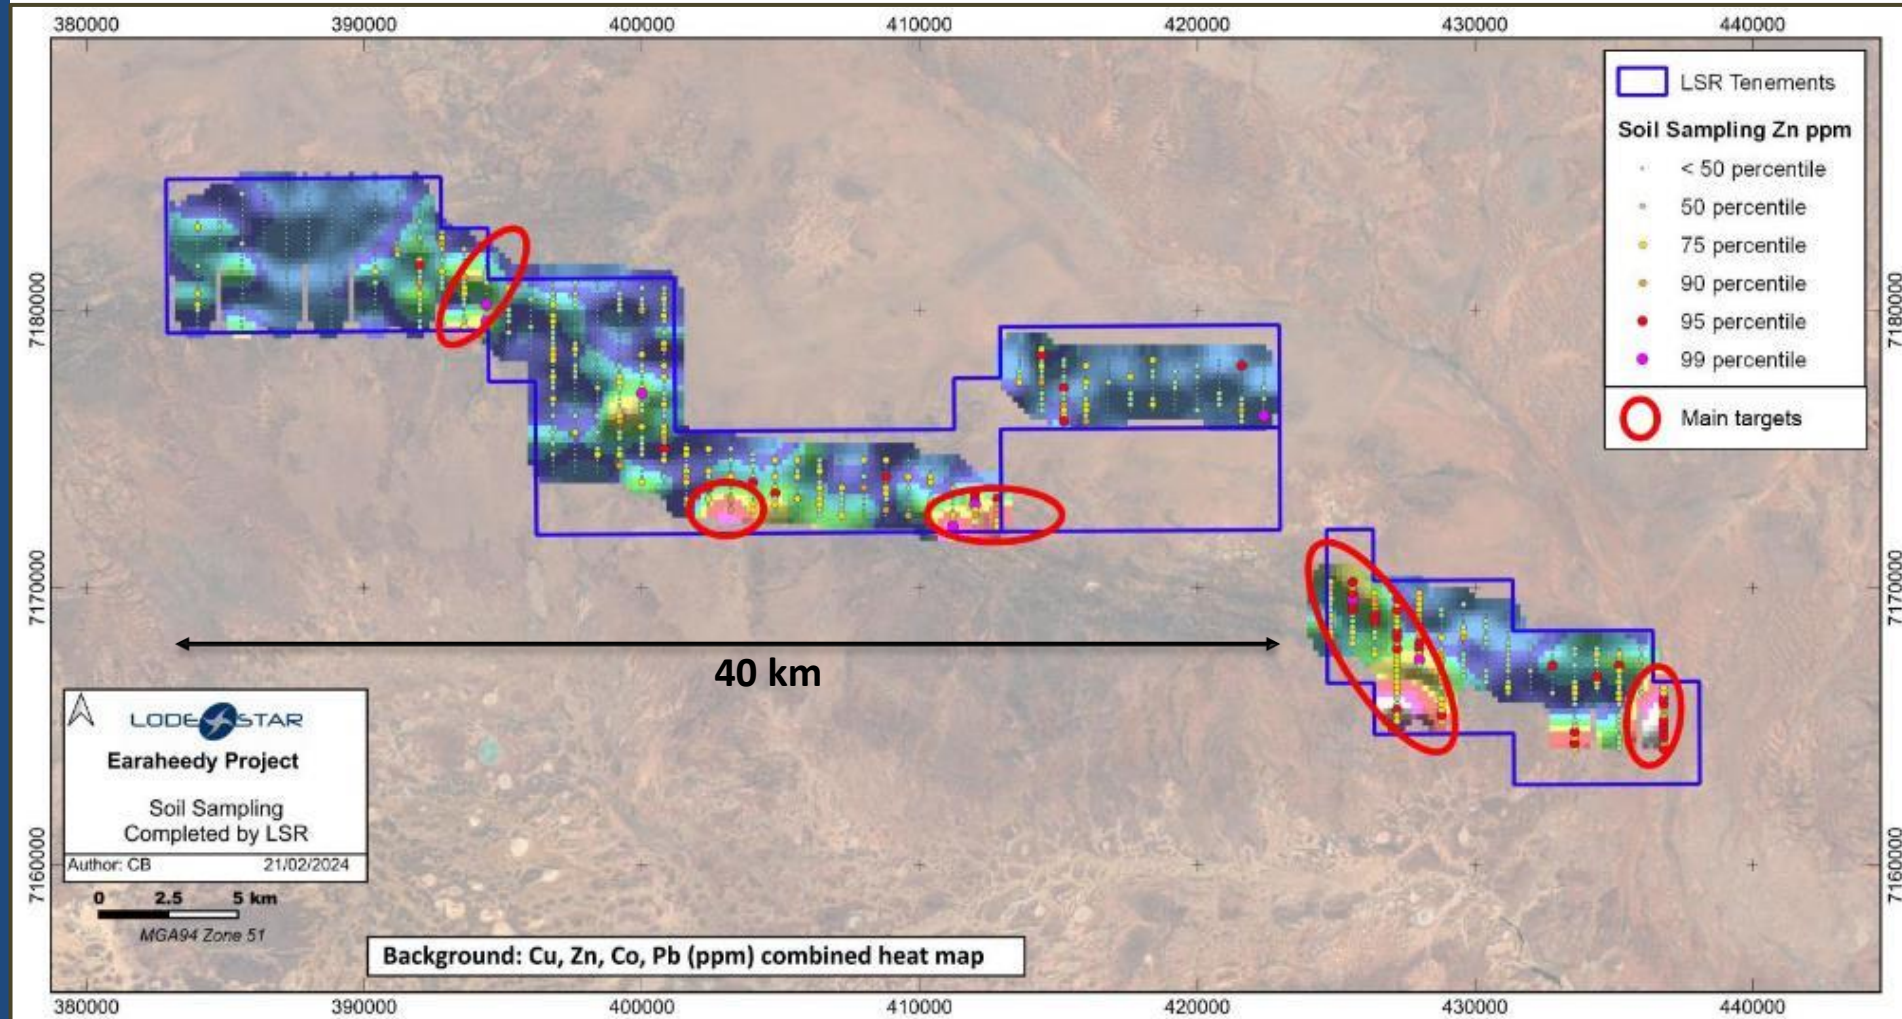 380000 390000 400000 410000 420000 430000 440000
LSR Tenements
Soil Sampling Zn ppm
< 50 percentile
50 percentile
75 percentile
90 percentile
95 percentile
99 percentile
Main targets
7180000
7170000
7160000
7180000
7170000
7160000
40 km
LODESTAR
Earaheedy Project
Soil Sampling
Completed by LSR
Author: CB 21/02/2024
0 2.5 5 km
MGA94 Zone 51
Background: Cu, Zn, Co, Pb (ppm) combined heat map
380000 390000 400000 410000 420000 430000 440000